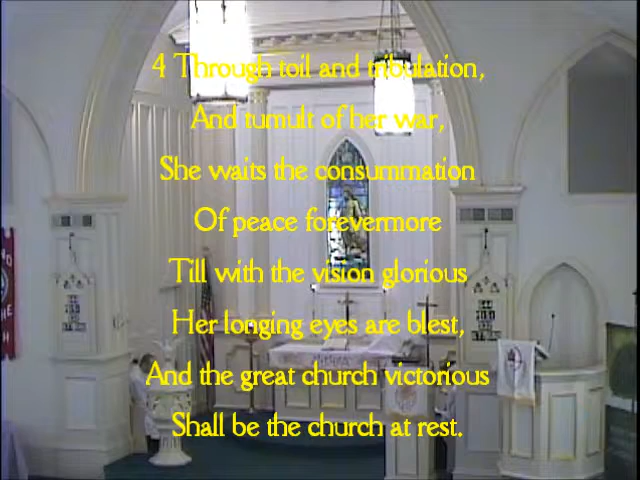 4 Through toil and tribulation,
And tumult of her war,
She waits the consummation
Of peace forevermore
Till with the vision glorious
Her longing eyes are blest,
And the great church victorious
Shall be the church at rest.